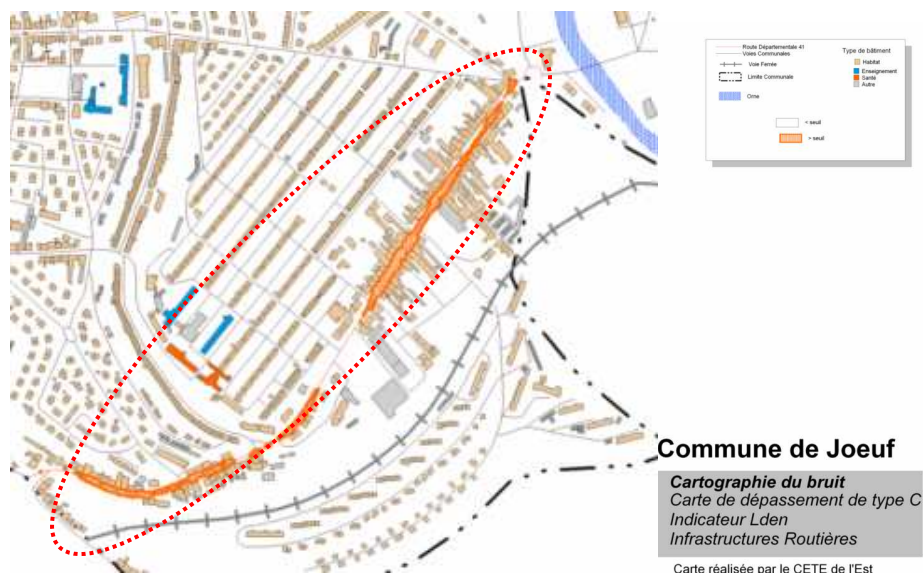 Route Départementale 41
Voies Communales
Voie Ferrée
Limite Communale
Orne
Type de bâtiment
Habitat
Enseignement
Santé
Autre
< seuil
> seuil
Commune de Joeuf
Cartographie du bruit
Carte de dépassement de type C
Indicateur Lden
Infrastructures Routières
Carte réalisée par le CETE de l'Est